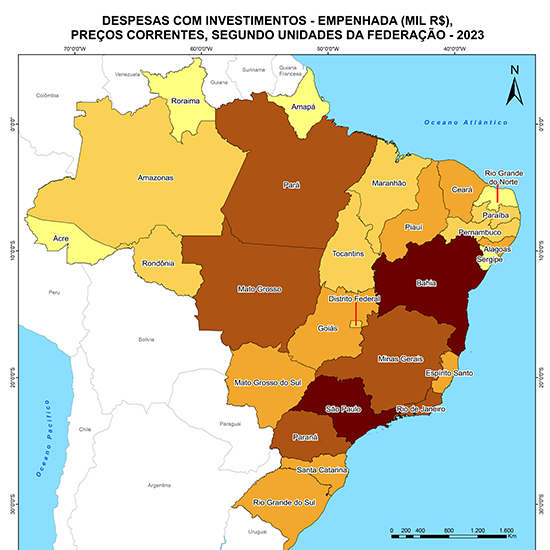 DESPESAS COM INVESTIMENTOS - EMPENHADA (MIL R$),
PREÇOS CORRENTES, SEGUNDO UNIDADES DA FEDERAÇÃO - 2023
70°0'0"O
60°0'0"O
50°0'0"O
40°0'0"O
Venezuela
Suriname
Guiana
Guiana
Francesa
Colômbia
N
Roraima
Amapá
Oceano Atlântico
0°0'0"
Amazonas
Pará
Maranhão
Ceará
Rio Grande
do Norte
Paraíba
Piauí
Pernambuco
Acre
Alagoas
Sergipe
10°0'0"S
Rondônia
Tocantins
Mato Grosso
Bahia
Peru
Distrito Federal
Goiás
Bolívia
Minas Gerais
Espírito Santo
20°0'0"S
Mato Grosso do Sul
São Paulo
Rio de Janeiro
Oceano Pacífico
Chile
Paraguai
Paraná
Santa Catarina
Argentina
Rio Grande do Sul
30°0'0"S
Uruguai
0 200 400 800 1.200 1.600
Km